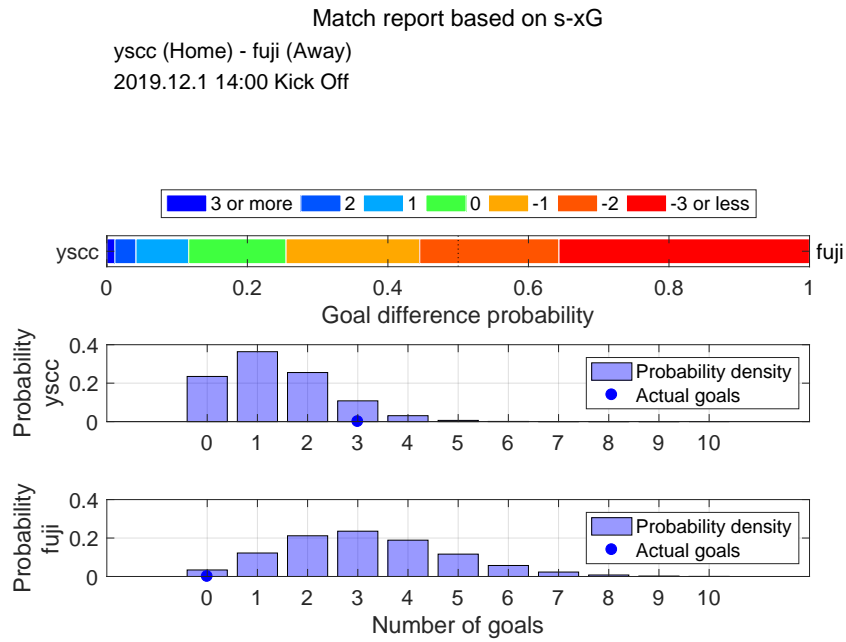 Match report based on s-xG
yscc (Home) - fuji (Away)
2019.12.1 14:00 Kick Off
3 or more 2 1 0 -1 -2 -3 or less
yscc fuji
0 0.2 0.4 0.6 0.8 1
Goal difference probability
Probability
yscc
0.4
0.2
0
Probability density
Actual goals
0 1 2 3 4 5 6 7 8 9 10
Probability
fuji
0.4
0.2
0
Probability density
Actual goals
0 1 2 3 4 5 6 7 8 9 10
Number of goals